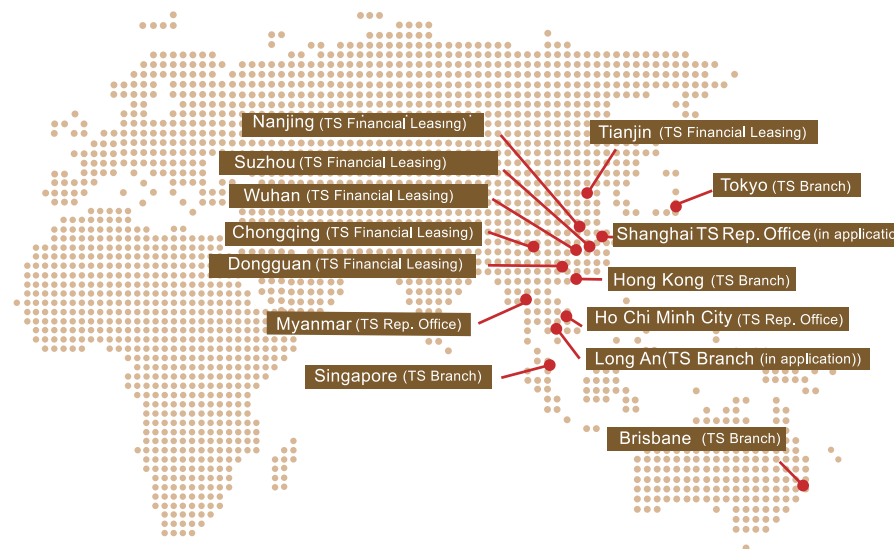 Nanjing (TS Financial Leasing)
Tianjin (TS Financial Leasing)
Suzhou (TS Financial Leasing)
Tokyo (TS Branch)
Wuhan (TS Financial Leasing)
Chongqing (TS Financial Leasing)
Shanghai TS Rep. Office (in applicatio
Dongguan (TS Financial Leasing)
Hong Kong (TS Branch)
Myanmar (TS Rep. Office)
Ho Chi Minh City (TS Rep. Office)
Long An(TS Branch (in application))
Singapore (TS Branch)
Brisbane (TS Branch)